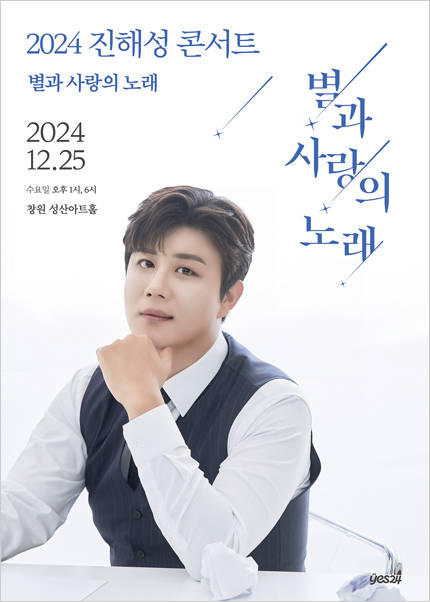 2024 진해성 콘서트
별과 사랑의 노래
2024
12.25
수요일 오후 1시, 6시
창원 성산아트홀
별과
사랑의
노래
yes24